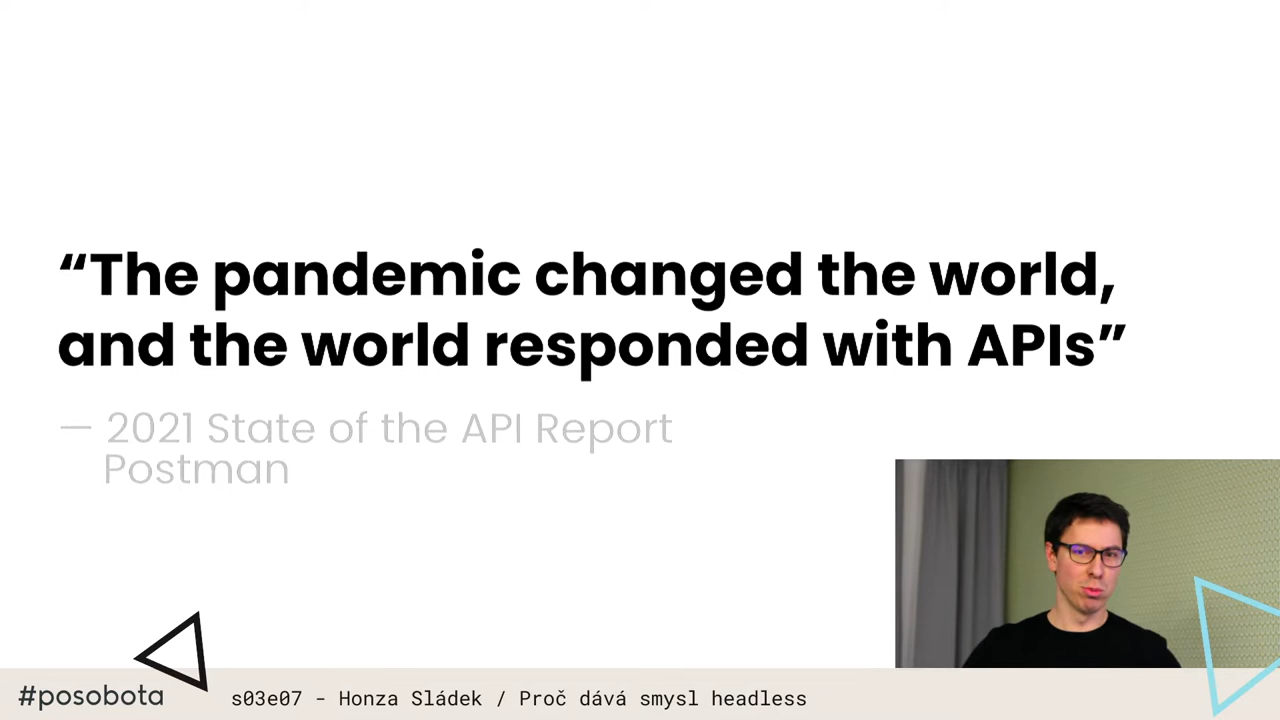 “The pandemic changed the world,
and the world responded with APIs”
— 2021 State of the API Report
Postman
#posobota
s03e07 - Honza Sládek / Proč dává smysl headless